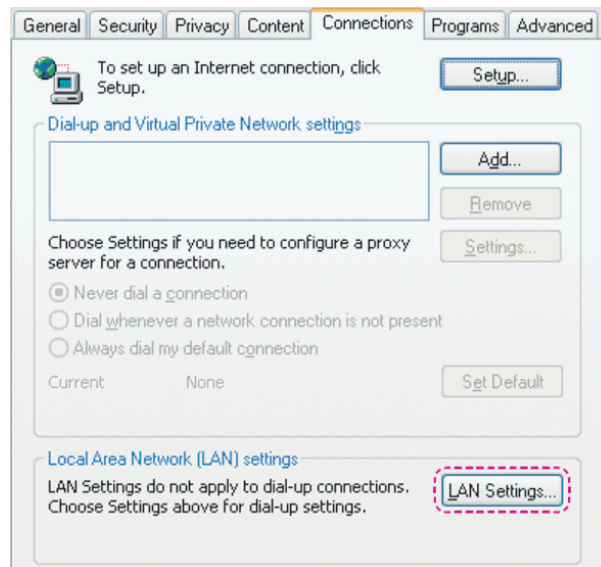 General Security Privacy Content Connections Programs Advanced
To set up an Internet connection, click
Setup.
Setup...
Dial-up and Virtual Private Network settings
Add...
Remove
Choose Settings if you need to configure a proxy
server for a connection.
Settings...
Never dial a connection
Dial whenever a network connection is not present
Always dial my default connection
Current None
Set Default
Local Area Network (LAN) settings
LAN Settings do not apply to dial-up connections.
Choose Settings above for dial-up settings.
LAN Settings...